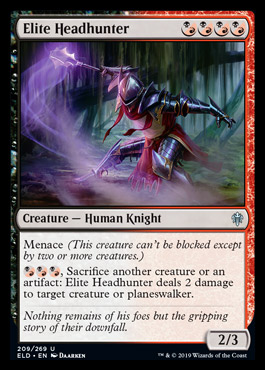 Elite Headhunter
Creature — Human Knight
Menace (This creature can't be blocked except
by two or more creatures.)
, Sacrifice another creature or an
artifact: Elite Headhunter deals 2 damage
to target creature or planeswalker.
Nothing remains of his foes but the gripping
story of their downfall.
2/3
209/269 U
ELD • EN DAARKEN
™ & © 2019 Wizards of the Coast